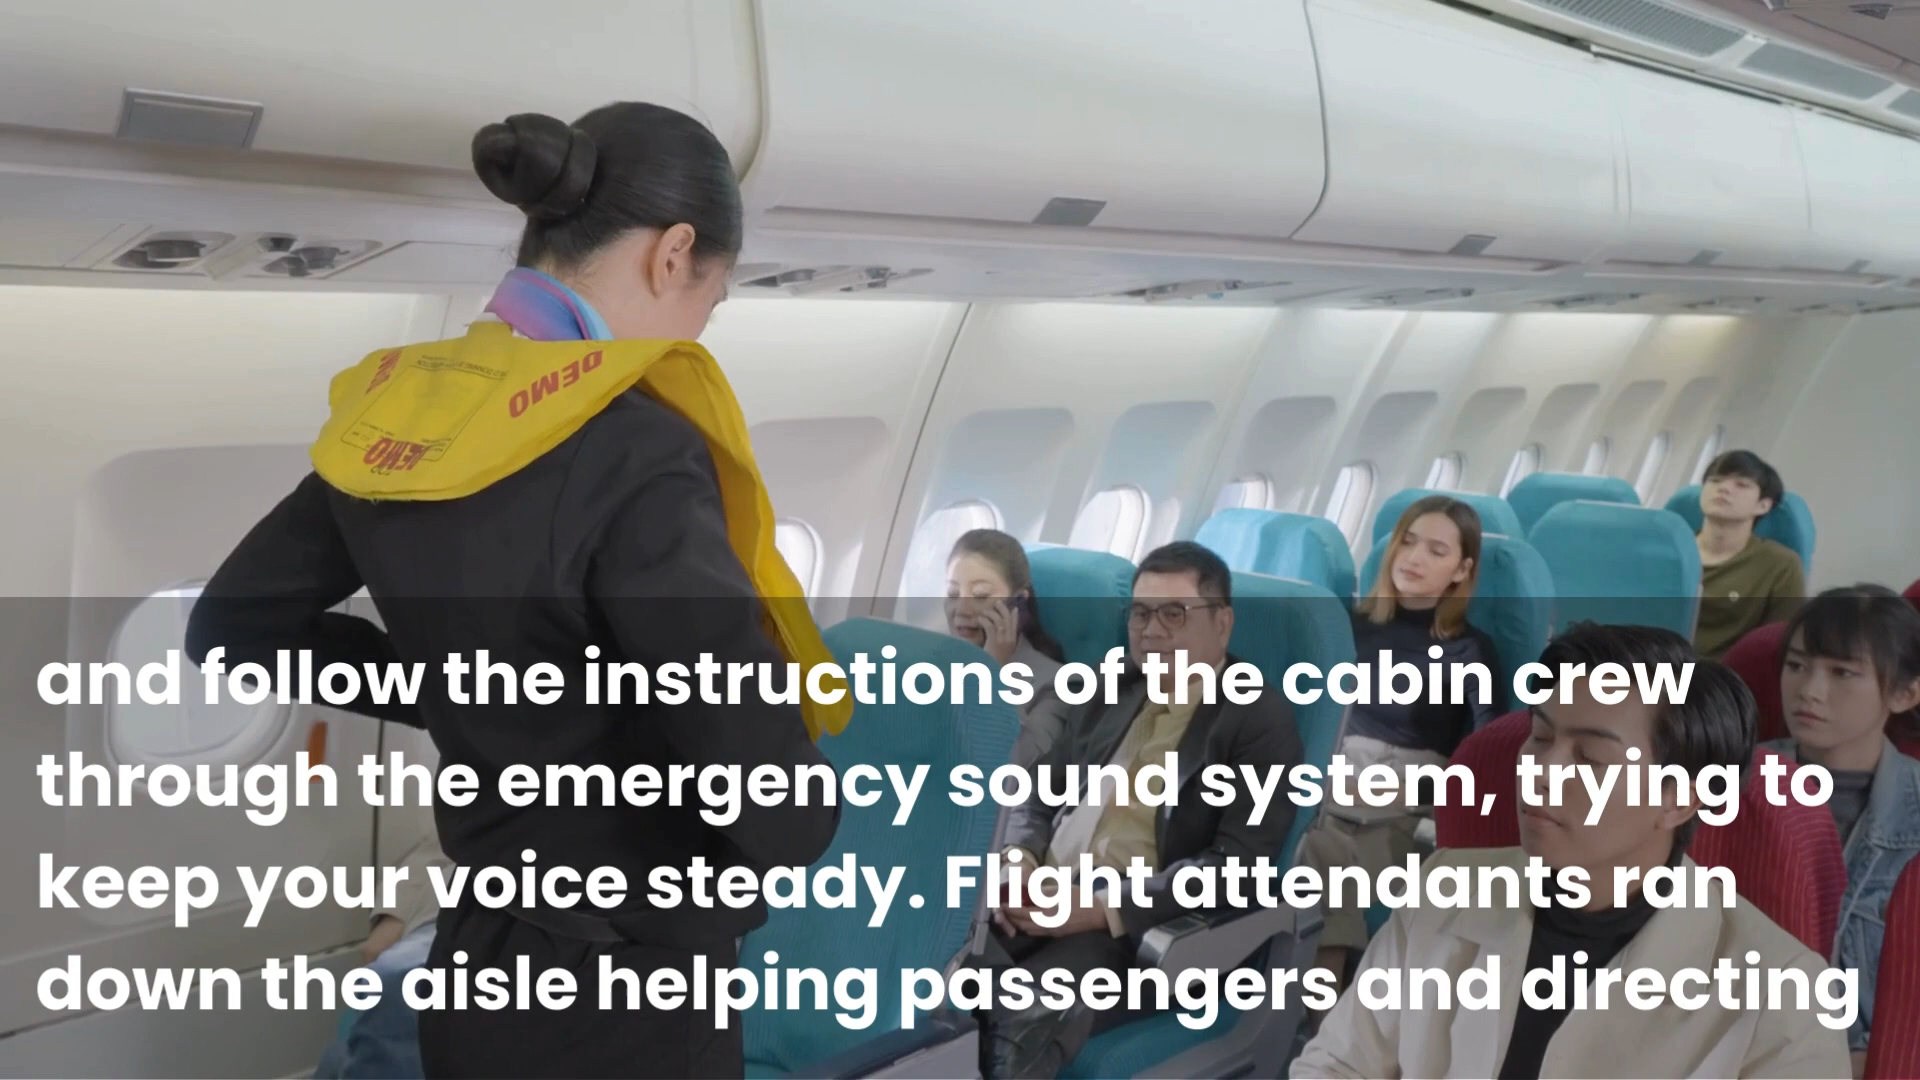 DEMO
DEMO
and follow the instructions of the cabin crew
through the emergency sound system, trying to
keep your voice steady. Flight attendants ran
down the aisle helping passengers and directing